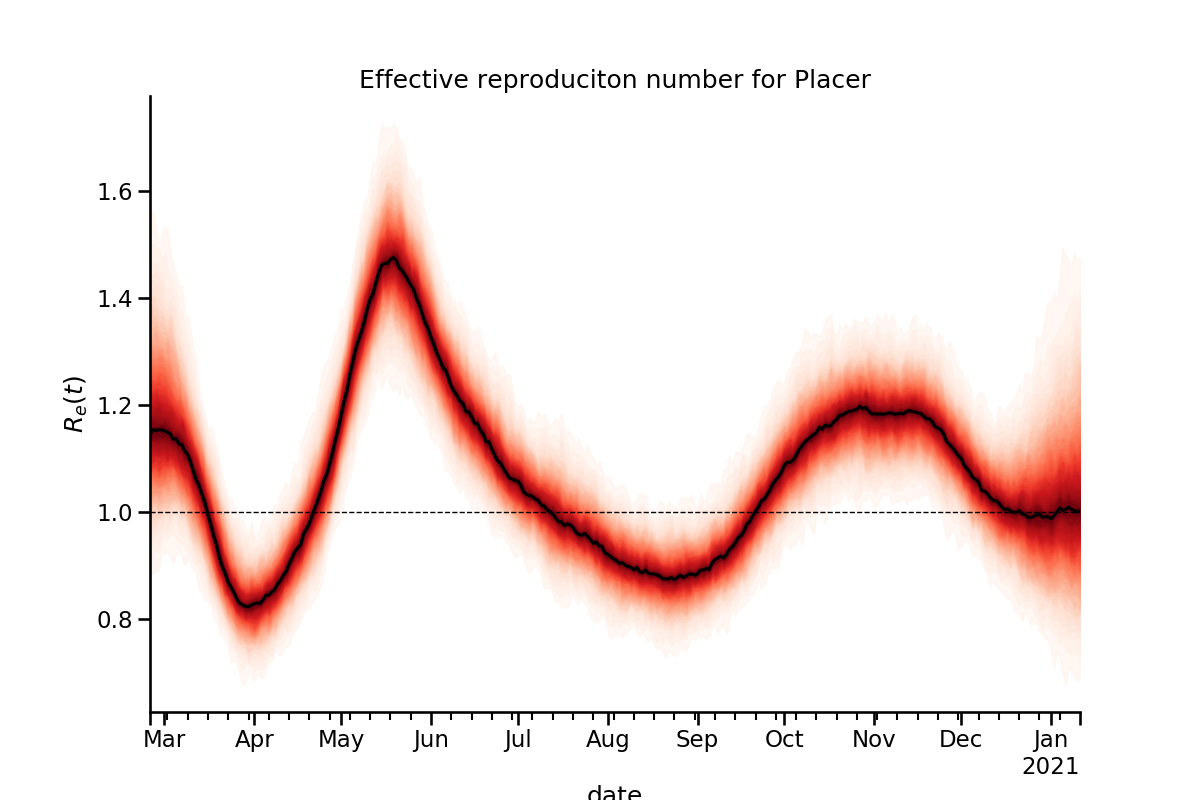 Effective reproduciton number for Placer
1.6
1.4
1.2
1.0
0.8
Rₑ(t)
Mar Apr May Jun Jul Aug Sep Oct Nov Dec Jan
2021
date